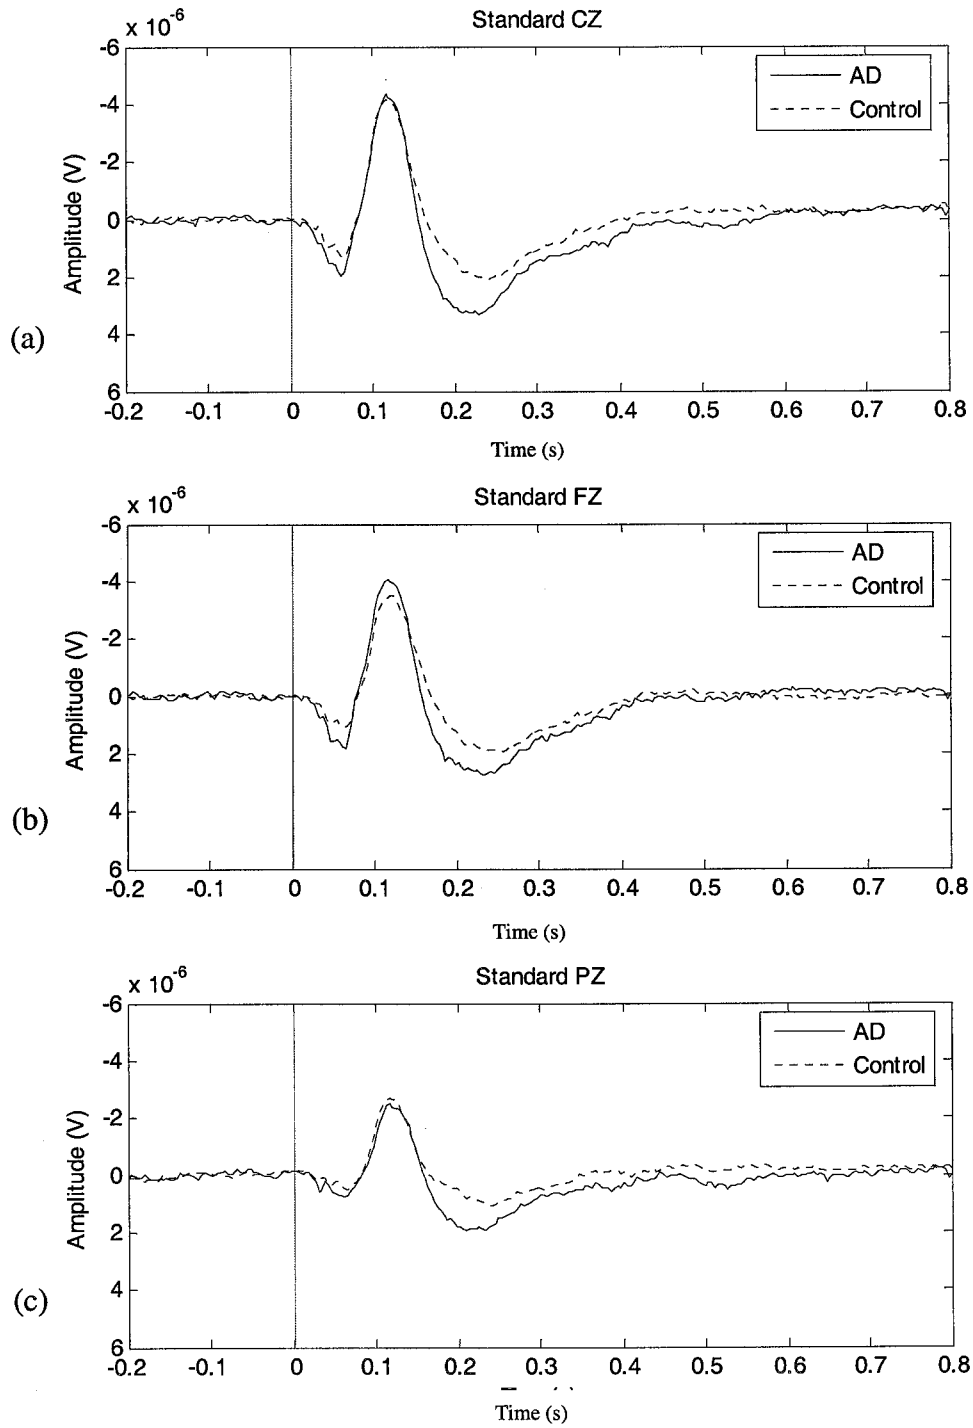 x 10^-6
Standard CZ
-6
-4
-2
0
2
4
6
Amplitude (V)
AD
Control
(a)
-0.2 -0.1 0 0.1 0.2 0.3 0.4 0.5 0.6 0.7 0.8
Time (s)
x 10^-6
Standard FZ
-6
-4
-2
0
2
4
6
Amplitude (V)
AD
Control
(b)
-0.2 -0.1 0 0.1 0.2 0.3 0.4 0.5 0.6 0.7 0.8
Time (s)
x 10^-6
Standard PZ
-6
-4
-2
0
2
4
6
Amplitude (V)
AD
Control
(c)
-0.2 -0.1 0 0.1 0.2 0.3 0.4 0.5 0.6 0.7 0.8
Time (s)